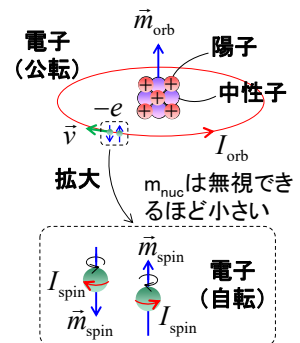 m⃗orb
電子
(公転)
陽子
中性子
−e
v⃗
Iorb
拡大
mnucは無視でき
るほど小さい
電子
(自転)
Ispin
m⃗spin
m⃗spin
Ispin